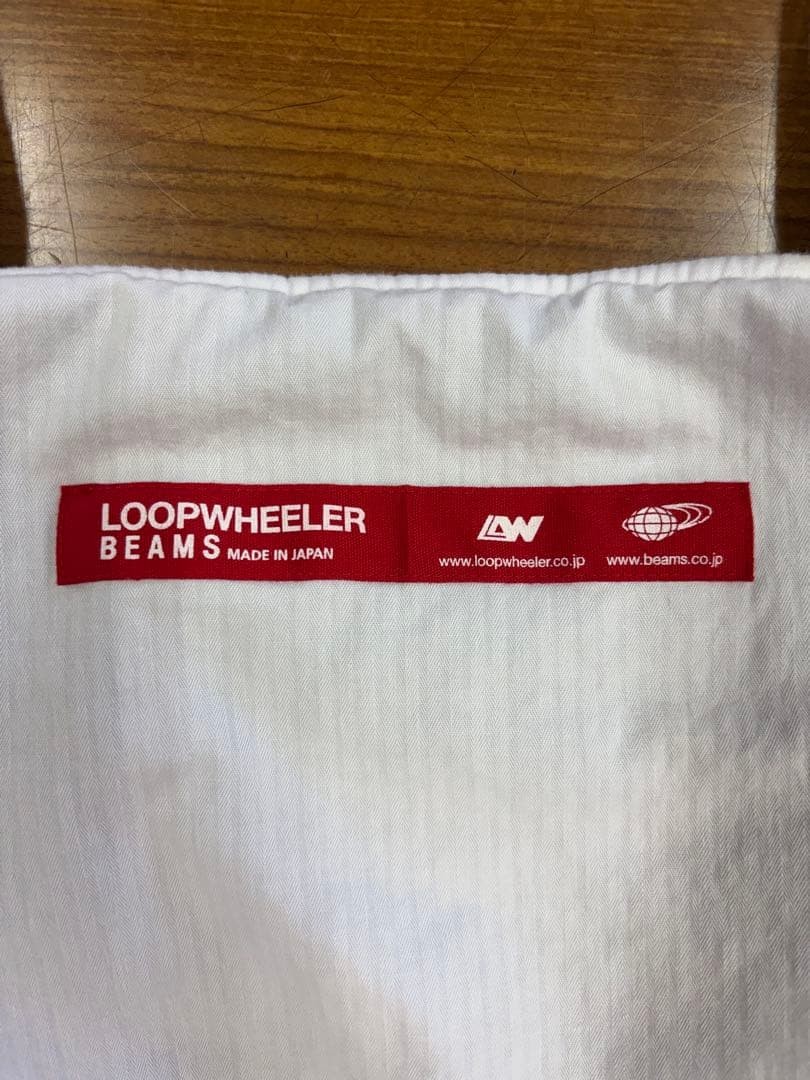 LOOPWHEELER
BEAMS MADE IN JAPAN
LW
www.loopwheeler.co.jp
www.beams.co.jp